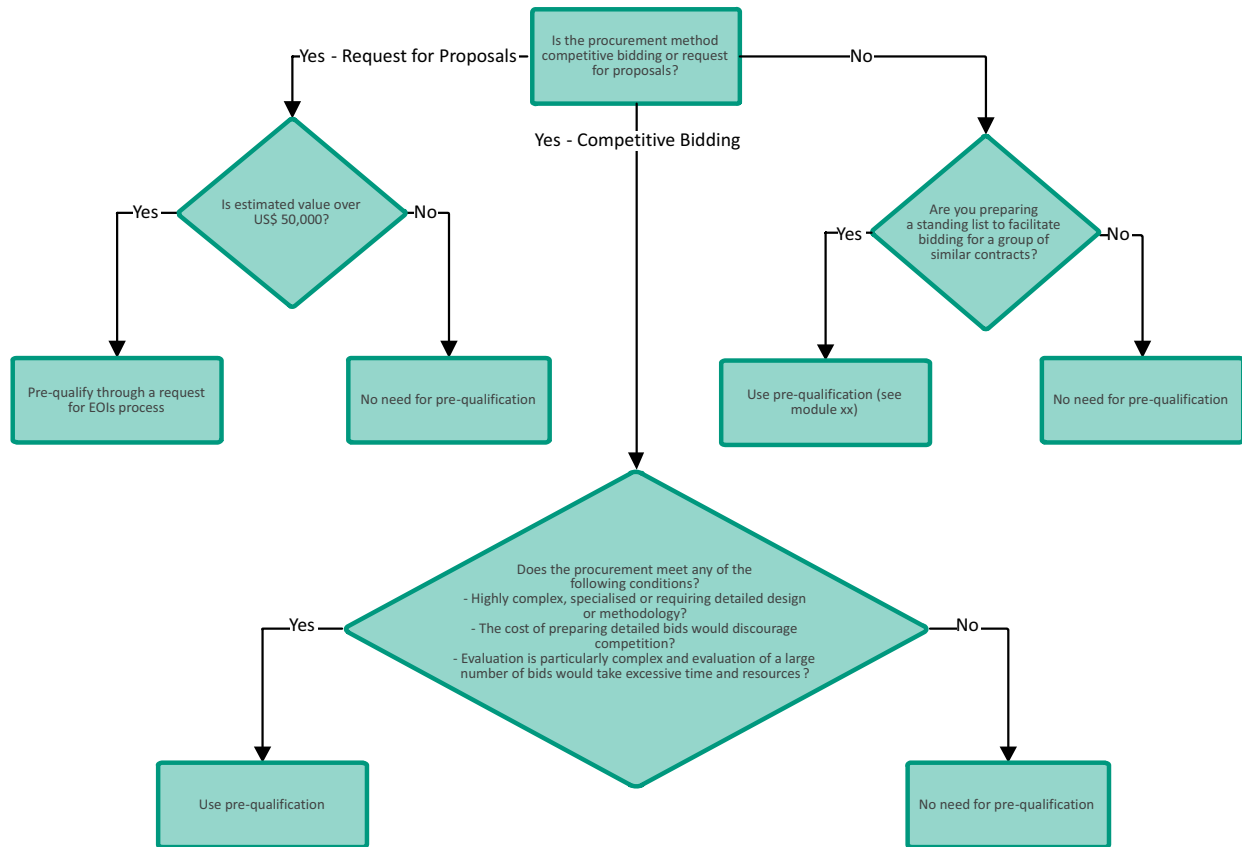 Is the procurement method
competitive bidding or request
for proposals?
Yes - Request for Proposals
No
Yes - Competitive Bidding
Is estimated value over
US$ 50,000?
Yes
No
Are you preparing
a standing list to facilitate
bidding for a group of
similar contracts?
Yes
No
Pre-qualify through a request
for EOIs process
No need for pre-qualification
Use pre-qualification (see
module xx)
No need for pre-qualification
Does the procurement meet any of the
following conditions?
- Highly complex, specialised or requiring detailed design
or methodology?
- The cost of preparing detailed bids would discourage
competition?
- Evaluation is particularly complex and evaluation of a large
number of bids would take excessive time and resources ?
Yes
No
Use pre-qualification
No need for pre-qualification